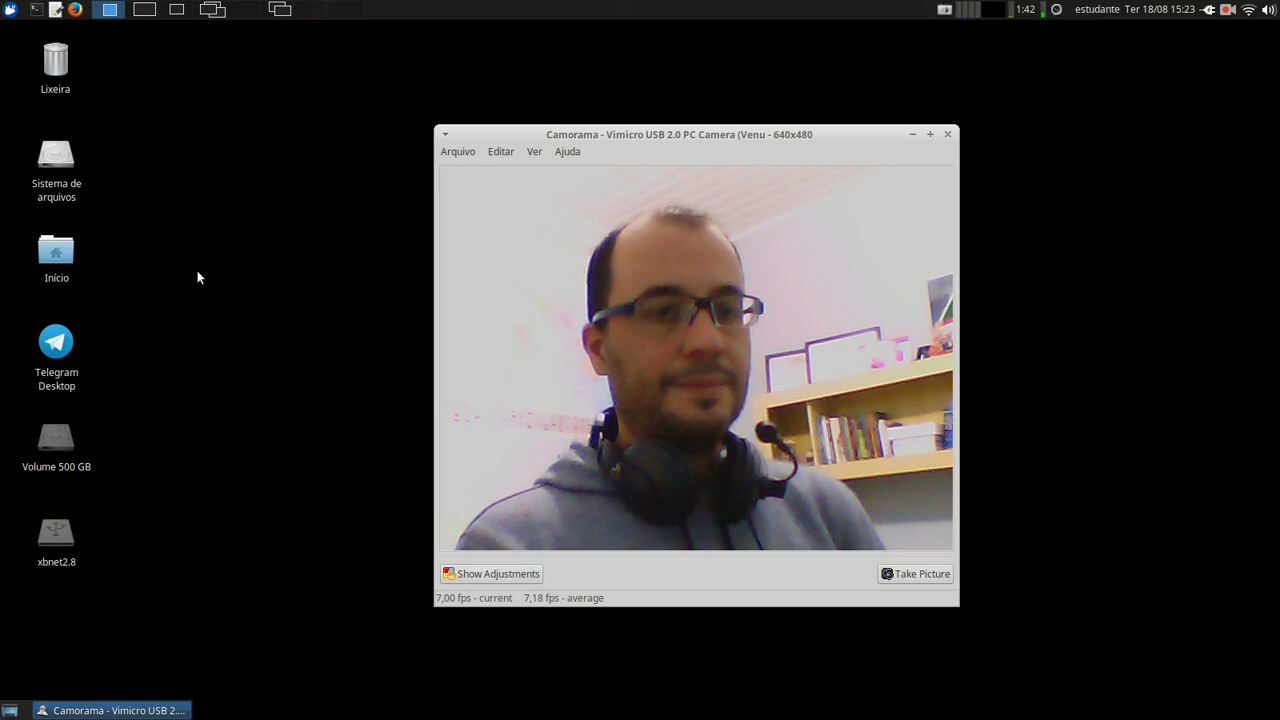 1:42
estudante Ter 18/08 15:23
Lixeira
Sistema de
arquivos
Início
Telegram
Desktop
Volume 500 GB
xbnet2.8
Camorama - Vimicro USB 2.0 PC Camera (Venu - 640x480
Arquivo Editar Ver Ajuda
Show Adjustments
Take Picture
7,00 fps - current 7,18 fps - average
Camorama - Vimicro USB 2....